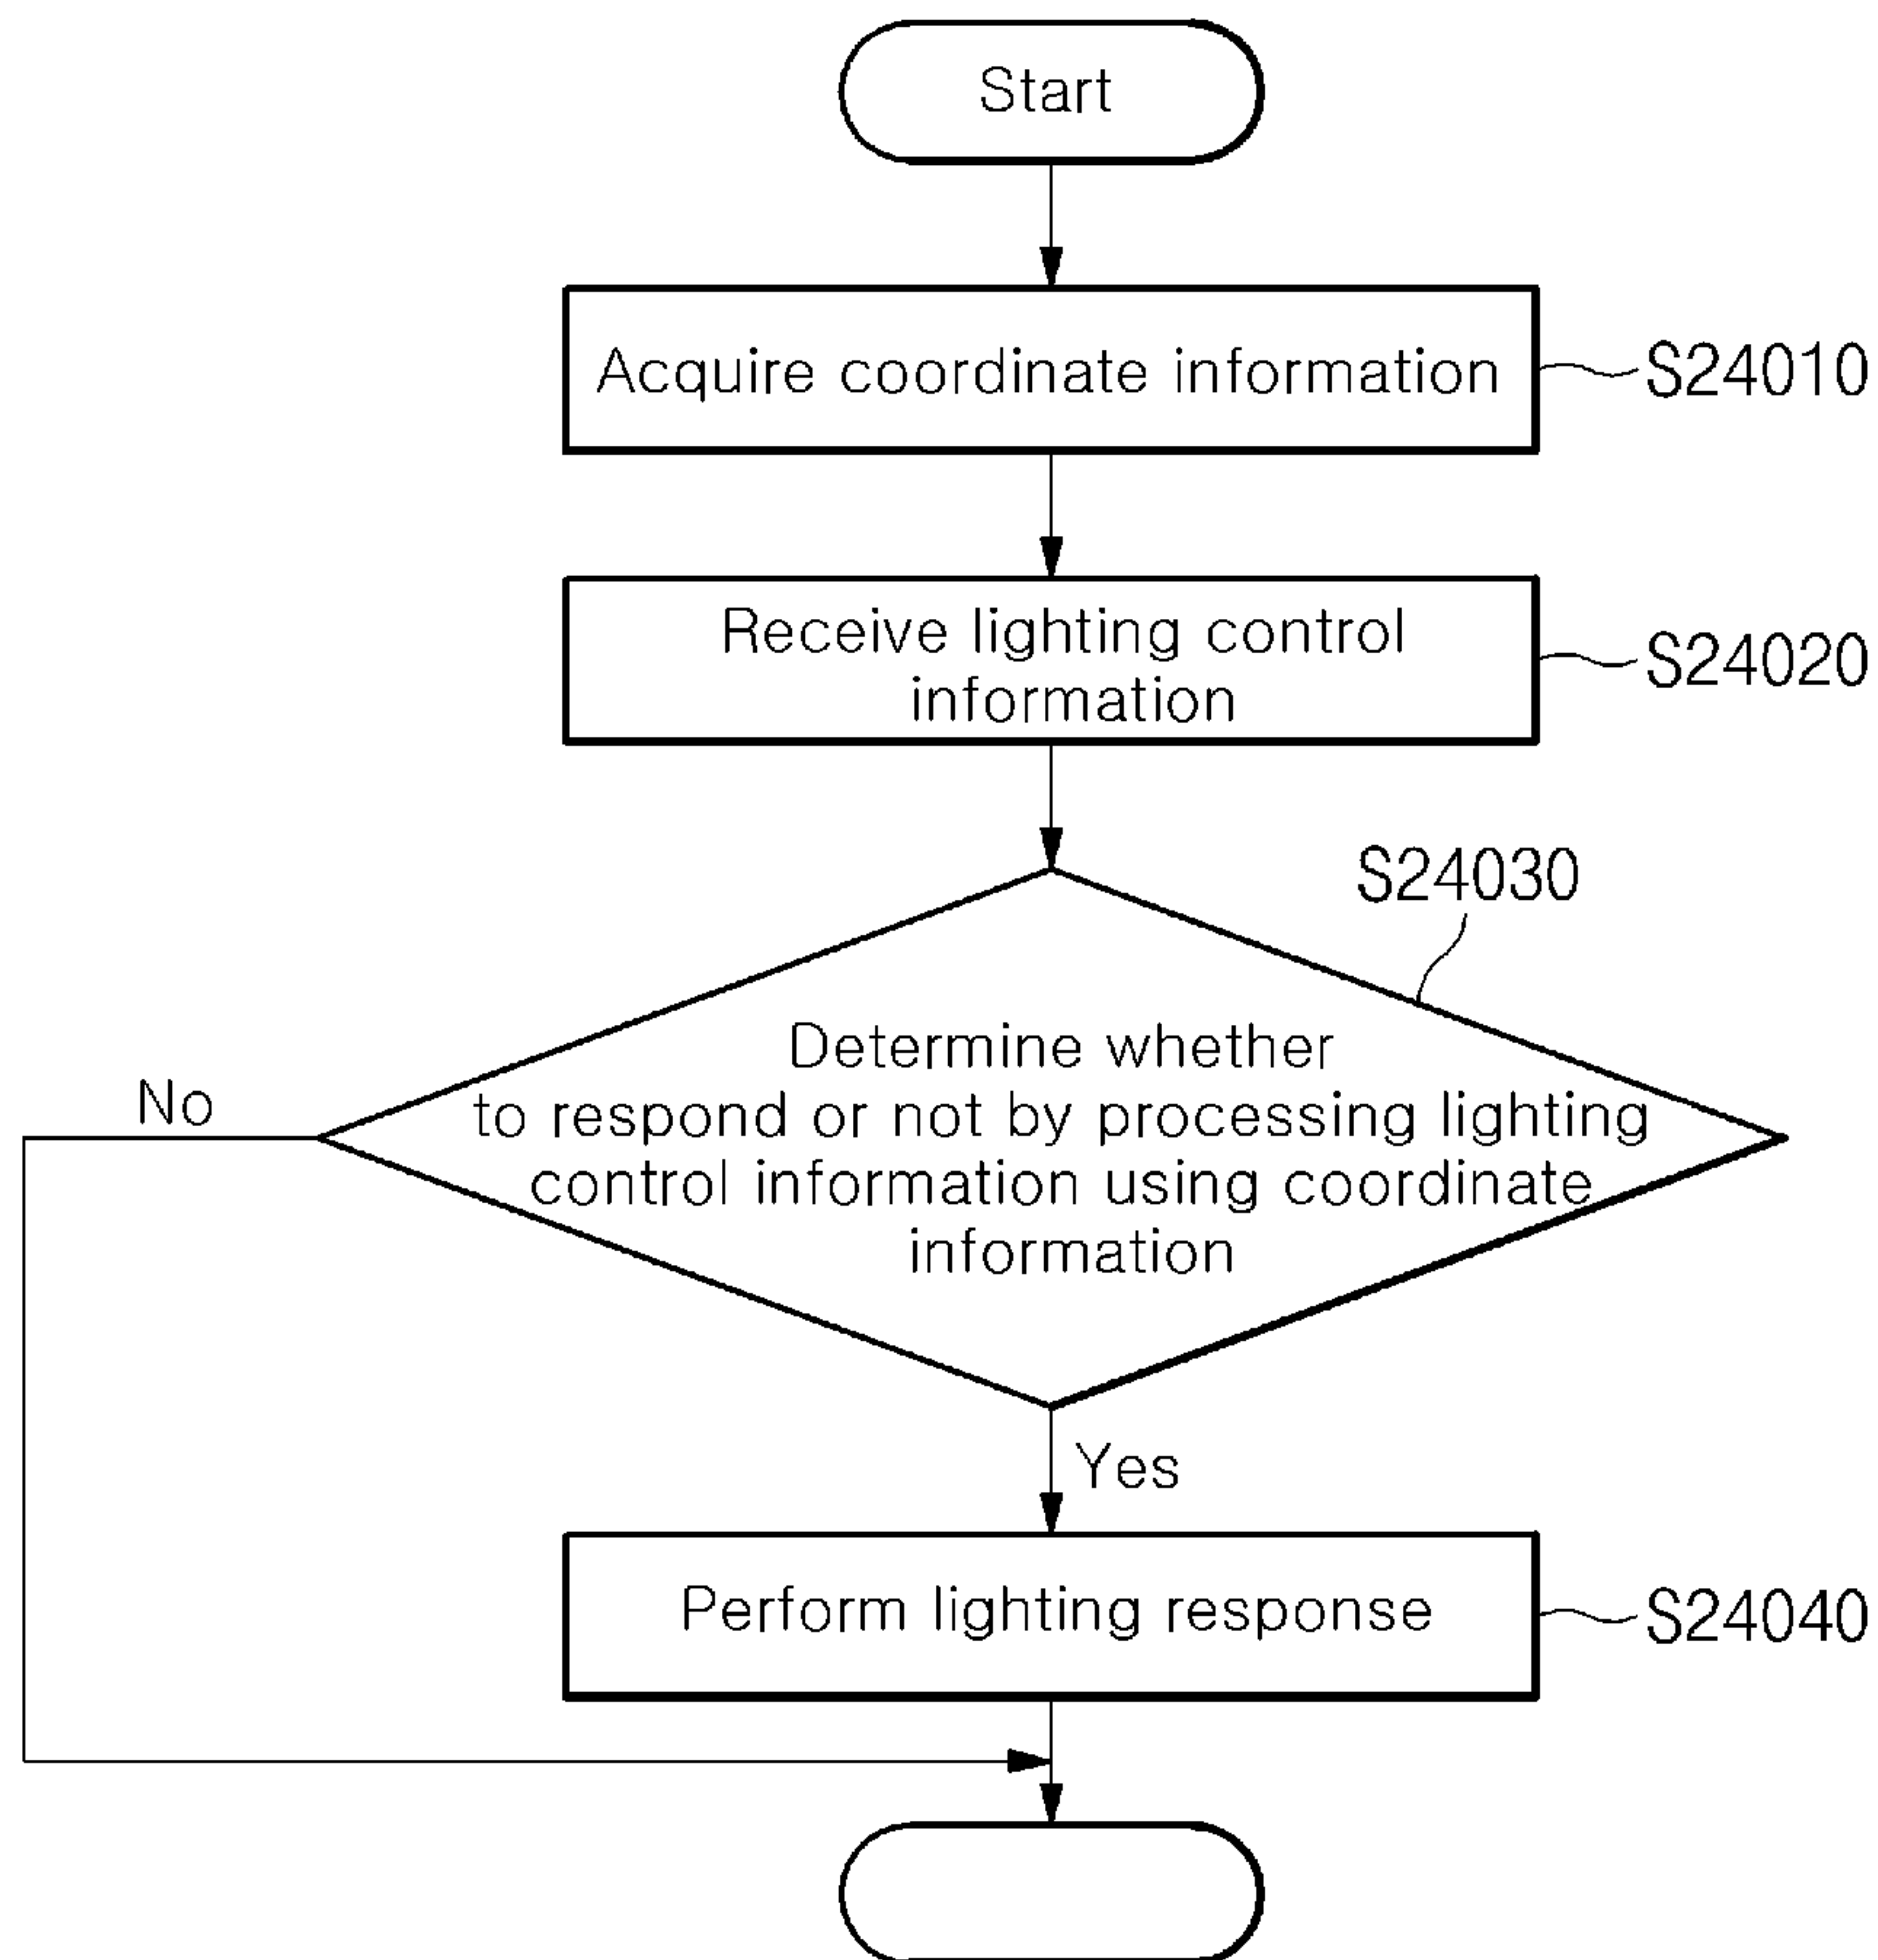 Start
Acquire coordinate information
S24010
Receive lighting control
information
S24020
S24030
Determine whether
to respond or not by processing lighting
control information using coordinate
information
No
Yes
Perform lighting response
S24040